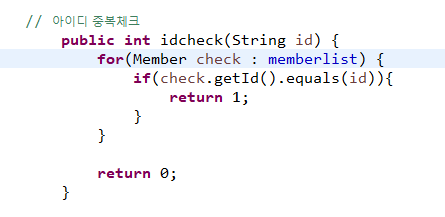 // 아이디 중복체크
public int idcheck(String id) {
for(Member check : memberlist) {
if(check.getId().equals(id)){
return 1;
}
}
return 0;
}